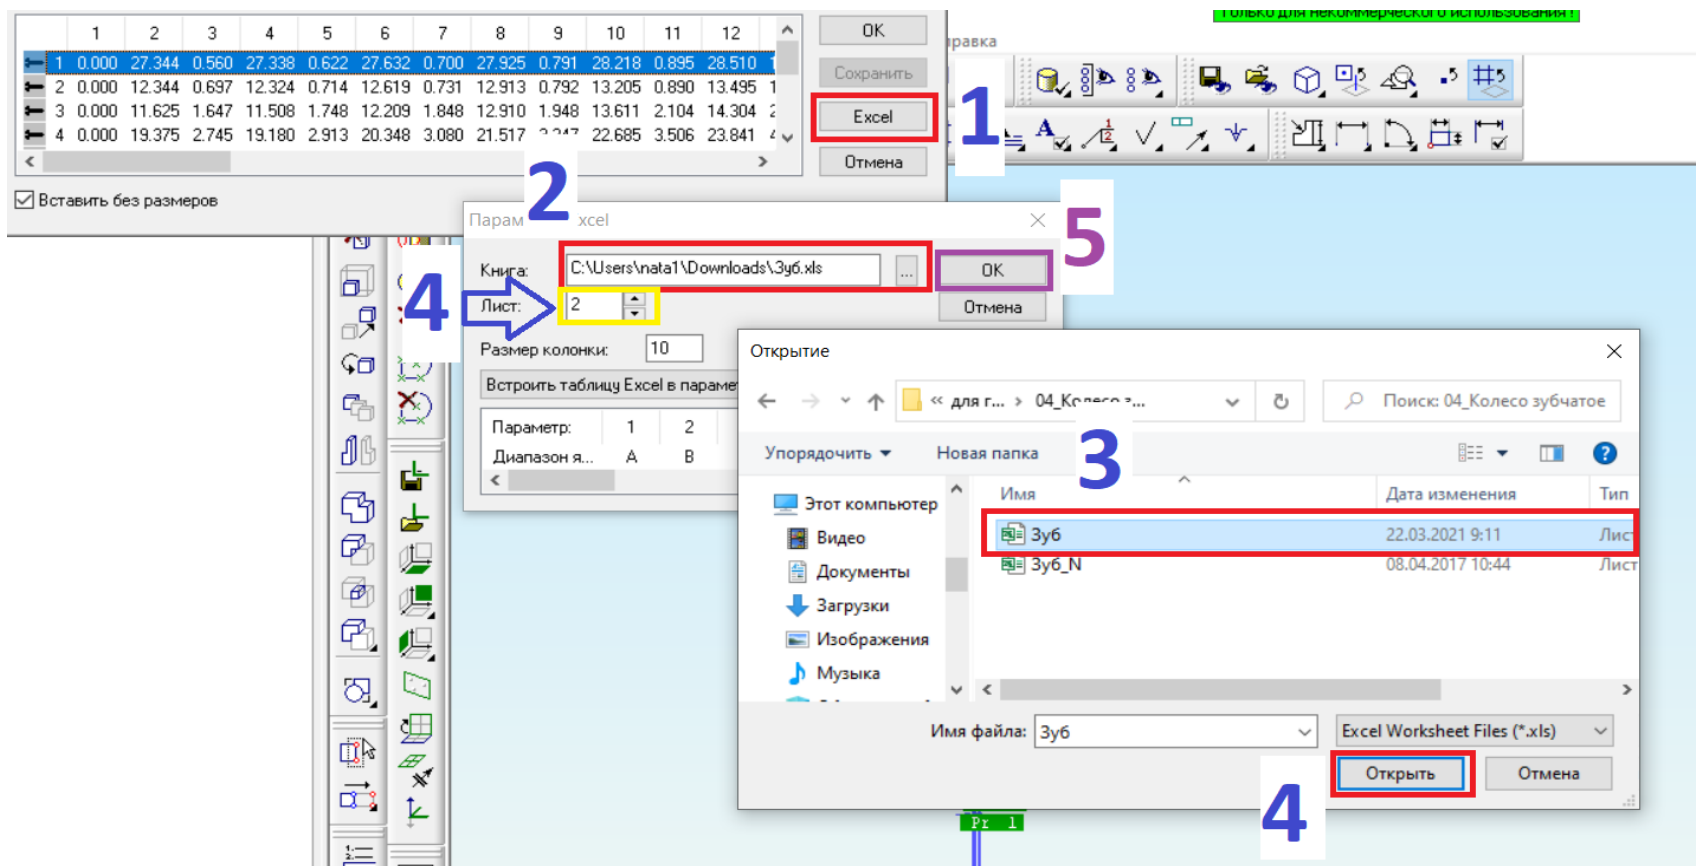 Только для некоммерческого использования !
1 2 3 4 5 6 7 8 9 10 11 12
1 0.000 27.344 0.560 27.338 0.622 27.632 0.700 27.925 0.791 28.218 0.895 28.510 1
2 0.000 12.344 0.697 12.324 0.714 12.619 0.731 12.913 0.792 13.205 0.890 13.495 1
3 0.000 11.625 1.647 11.508 1.748 12.209 1.848 12.910 1.948 13.611 2.104 14.304 2
4 0.000 19.375 2.745 19.180 2.913 20.348 3.080 21.517 22.685 3.506 23.841
OK
Сохранить
Excel
Отмена
Вставить без размеров
1
2
правка
Парам xcel
5
Книга: C:\Users\nata1\Downloads\Зуб.xls ... OK
4
Лист: 2 Отмена
Размер колонки: 10
Встроить таблицу Excel в параме
Параметр: 1 2
Диапазон я... A B
Открытие
« для г... › 04_Колесо з...
Поиск: 04_Колесо зубчатое
Упорядочить Новая папка
3
Имя Дата изменения Тип
Этот компьютер
Видео
Документы
Загрузки
Изображения
Музыка
Зуб 22.03.2021 9:11 Лист
Зуб_N 08.04.2017 10:44 Лист
Имя файла: Зуб Excel Worksheet Files (*.xls)
Открыть Отмена
4
Pr 1